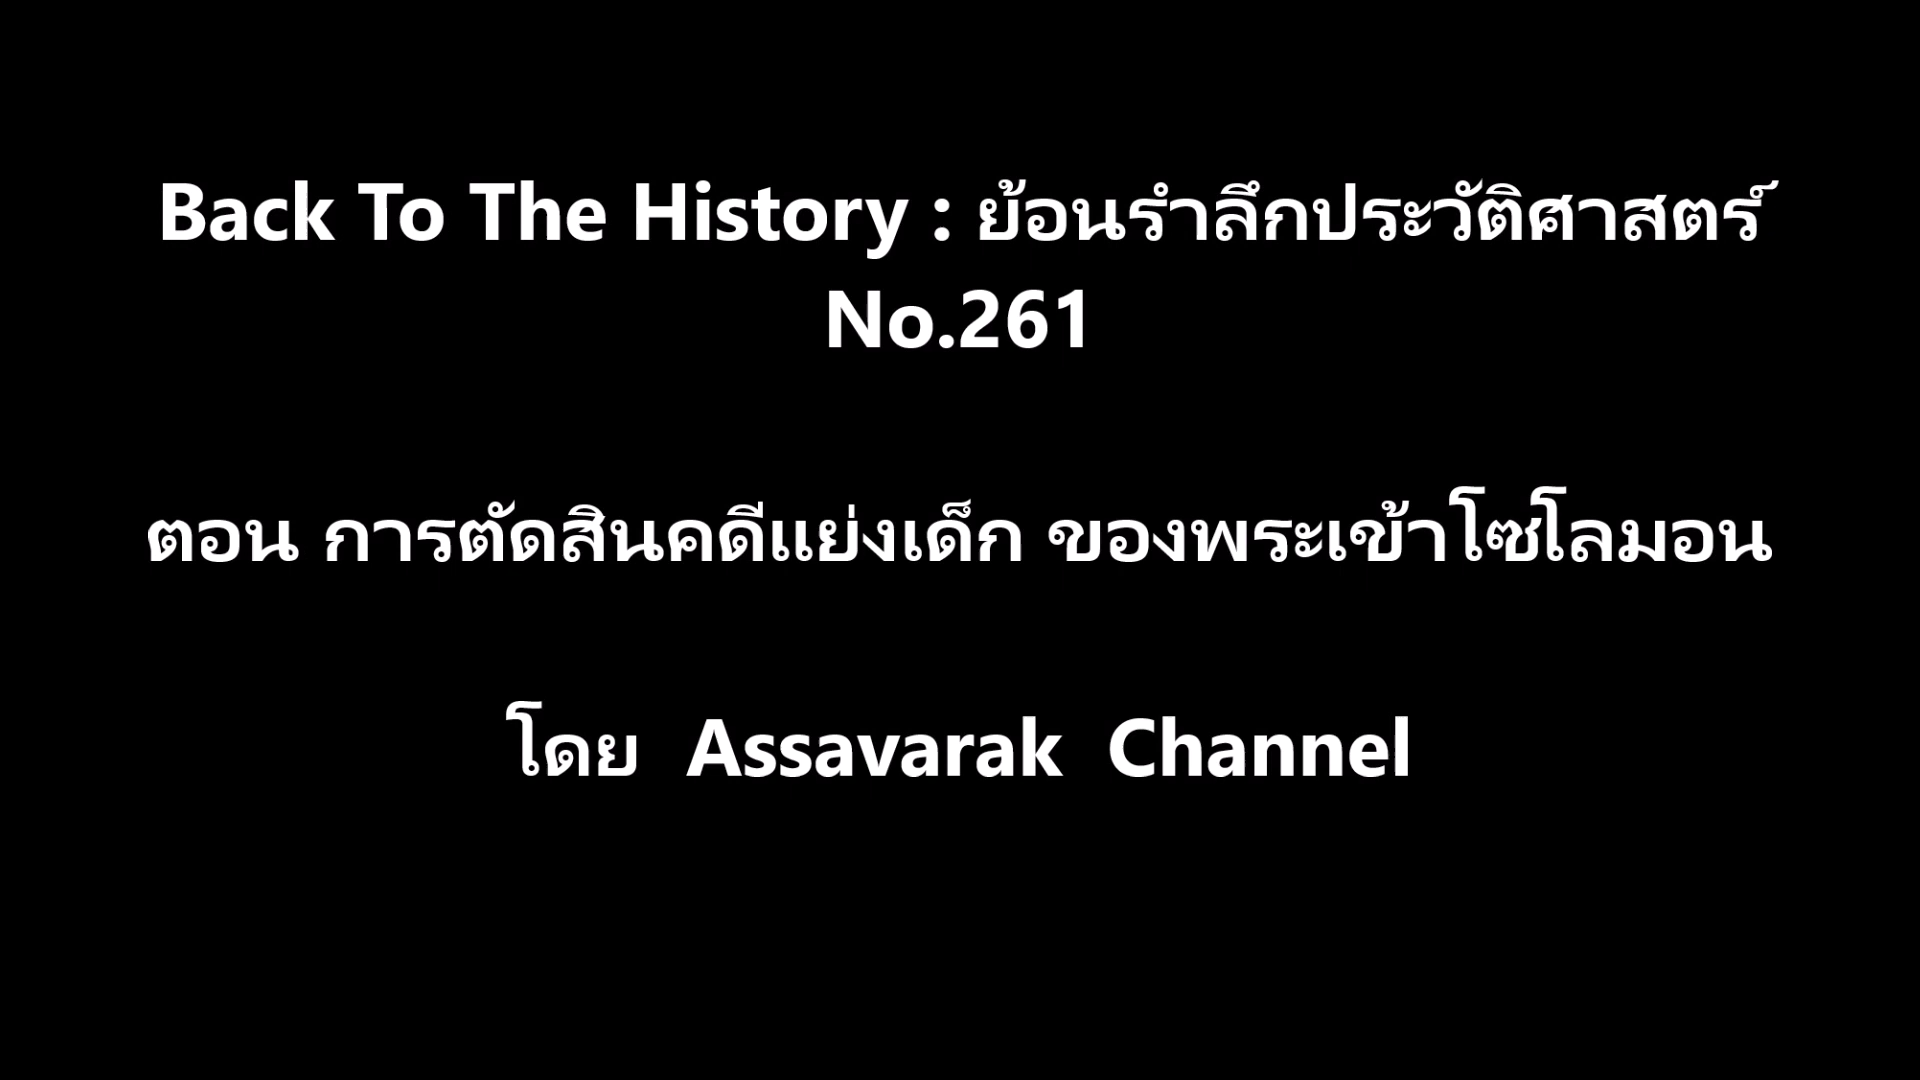 Back To The History : ย้อนรำลึกประวัติศาสตร์
No.261
ตอน การตัดสินคดีแย่งเด็ก ของพระเข้าโซโลมอน
โดย Assavarak Channel